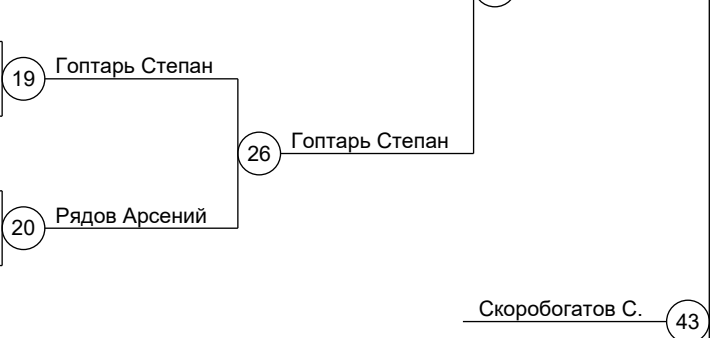 Гоптарь Степан
19
Гоптарь Степан
26
Рядов Арсений
20
Скоробогатов С.
43